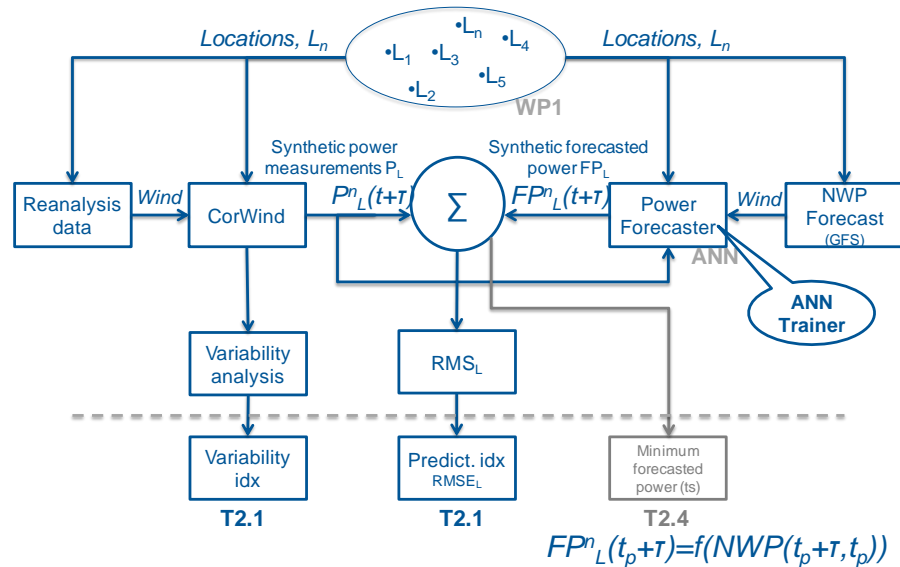 Locations, Ln
•Ln
•L4
•L1
•L3
•L5
•L2
Locations, Ln
WP1
Synthetic power
measurements PL
PnL(t+τ)
Synthetic forecasted
power FPL
FPnL(t+τ)
Reanalysis
data
Wind
CorWind
Σ
Power
Forecaster
ANN
Wind
NWP
Forecast
(GFS)
ANN
Trainer
Variability
analysis
RMSL
Variability
idx
Predict. idx
RMSEL
Minimum
forecasted
power (ts)
T2.1
T2.1
T2.4
FPnL(tp+τ)=f(NWP(tp+τ,tp))